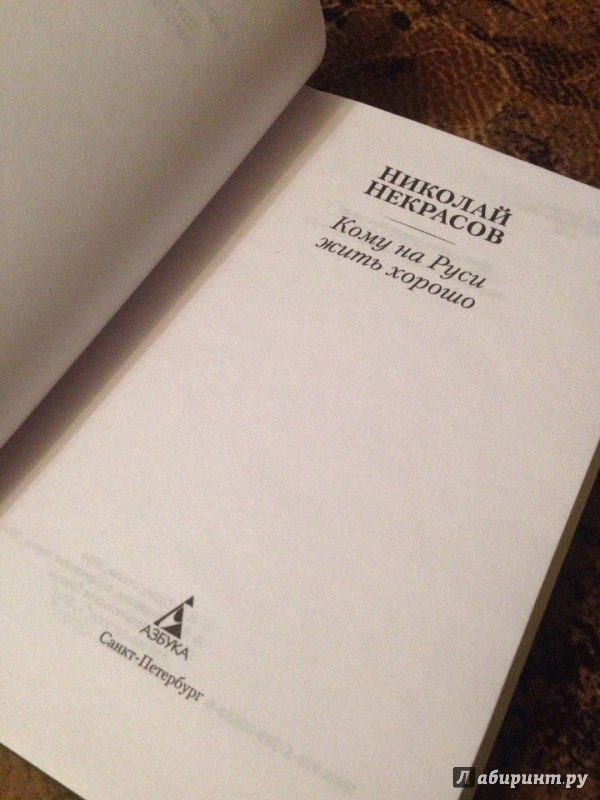 НИКОЛАЙ
НЕКРАСОВ
Кому на Руси
жить хорошо
АЗБУКА
Санкт-Петербург
Лабиринт.ру